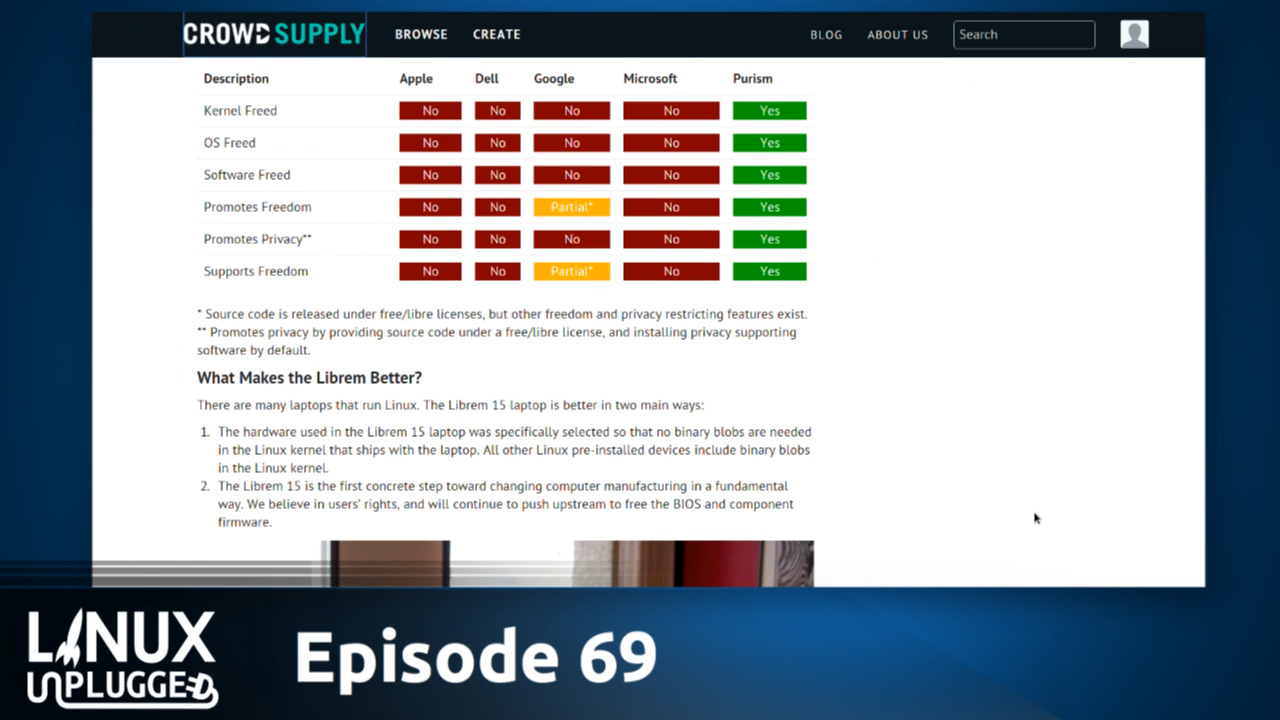 CROWD SUPPLY BROWSE CREATE BLOG ABOUT US Search
Description Apple Dell Google Microsoft Purism
Kernel Freed No No No No Yes
OS Freed No No No No Yes
Software Freed No No No No Yes
Promotes Freedom No No Partial* No Yes
Promotes Privacy** No No No No Yes
Supports Freedom No No Partial* No Yes
* Source code is released under free/libre licenses, but other freedom and privacy restricting features exist.
** Promotes privacy by providing source code under a free/libre license, and installing privacy supporting
software by default.
What Makes the Librem Better?
There are many laptops that run Linux. The Librem 15 laptop is better in two main ways:
1. The hardware used in the Librem 15 laptop was specifically selected so that no binary blobs are needed
in the Linux kernel that ships with the laptop. All other Linux pre-installed devices include binary blobs
in the Linux kernel.
2. The Librem 15 is the first concrete step toward changing computer manufacturing in a fundamental
way. We believe in users' rights, and will continue to push upstream to free the BIOS and component
firmware.
LINUX
UNPLUGGED
Episode 69